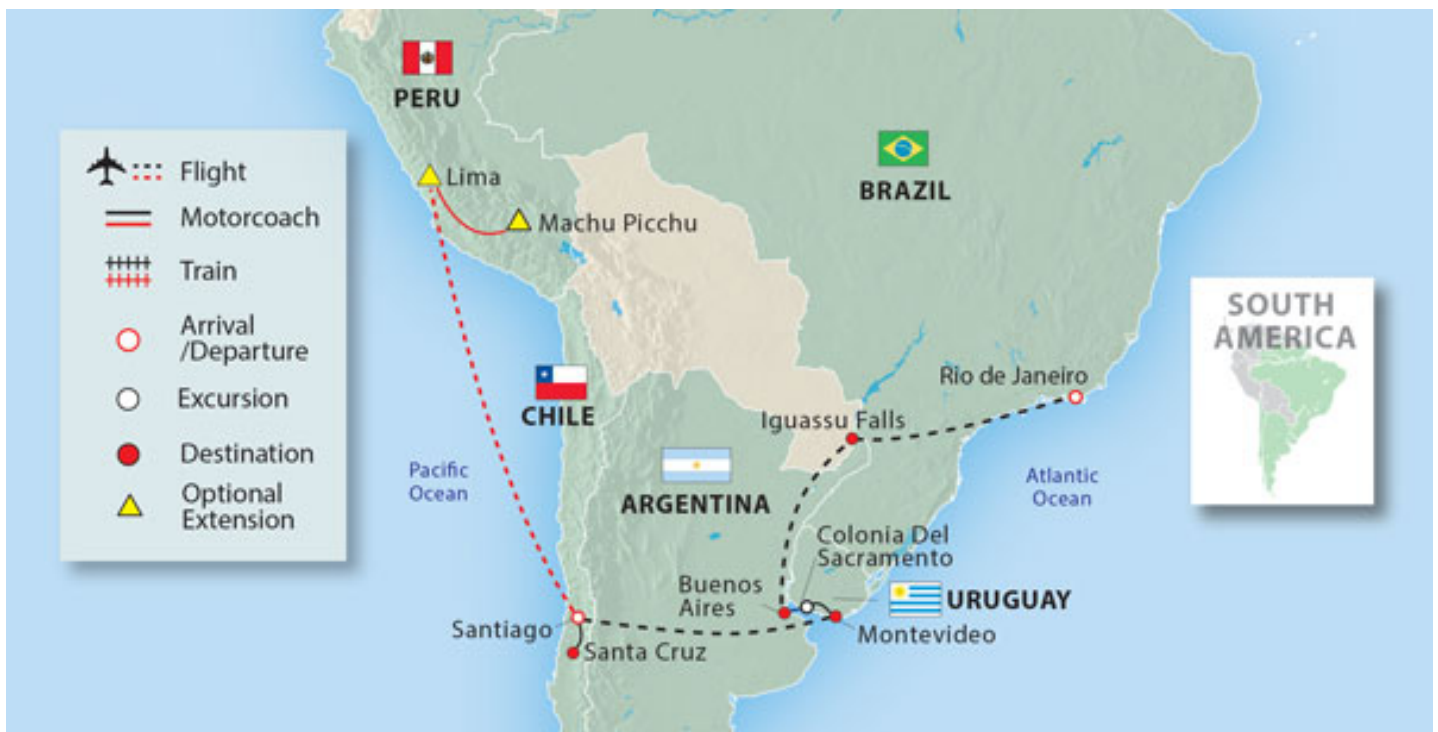 PERU
BRAZIL
Flight
Motorcoach
Train
Arrival
/Departure
Excursion
Destination
Optional
Extension
Lima
Machu Picchu
SOUTH
AMERICA
CHILE
Rio de Janeiro
Iguassu Falls
Pacific
Ocean
ARGENTINA
Atlantic
Ocean
Colonia Del
Sacramento
Buenos
Aires
URUGUAY
Santiago
Montevideo
Santa Cruz